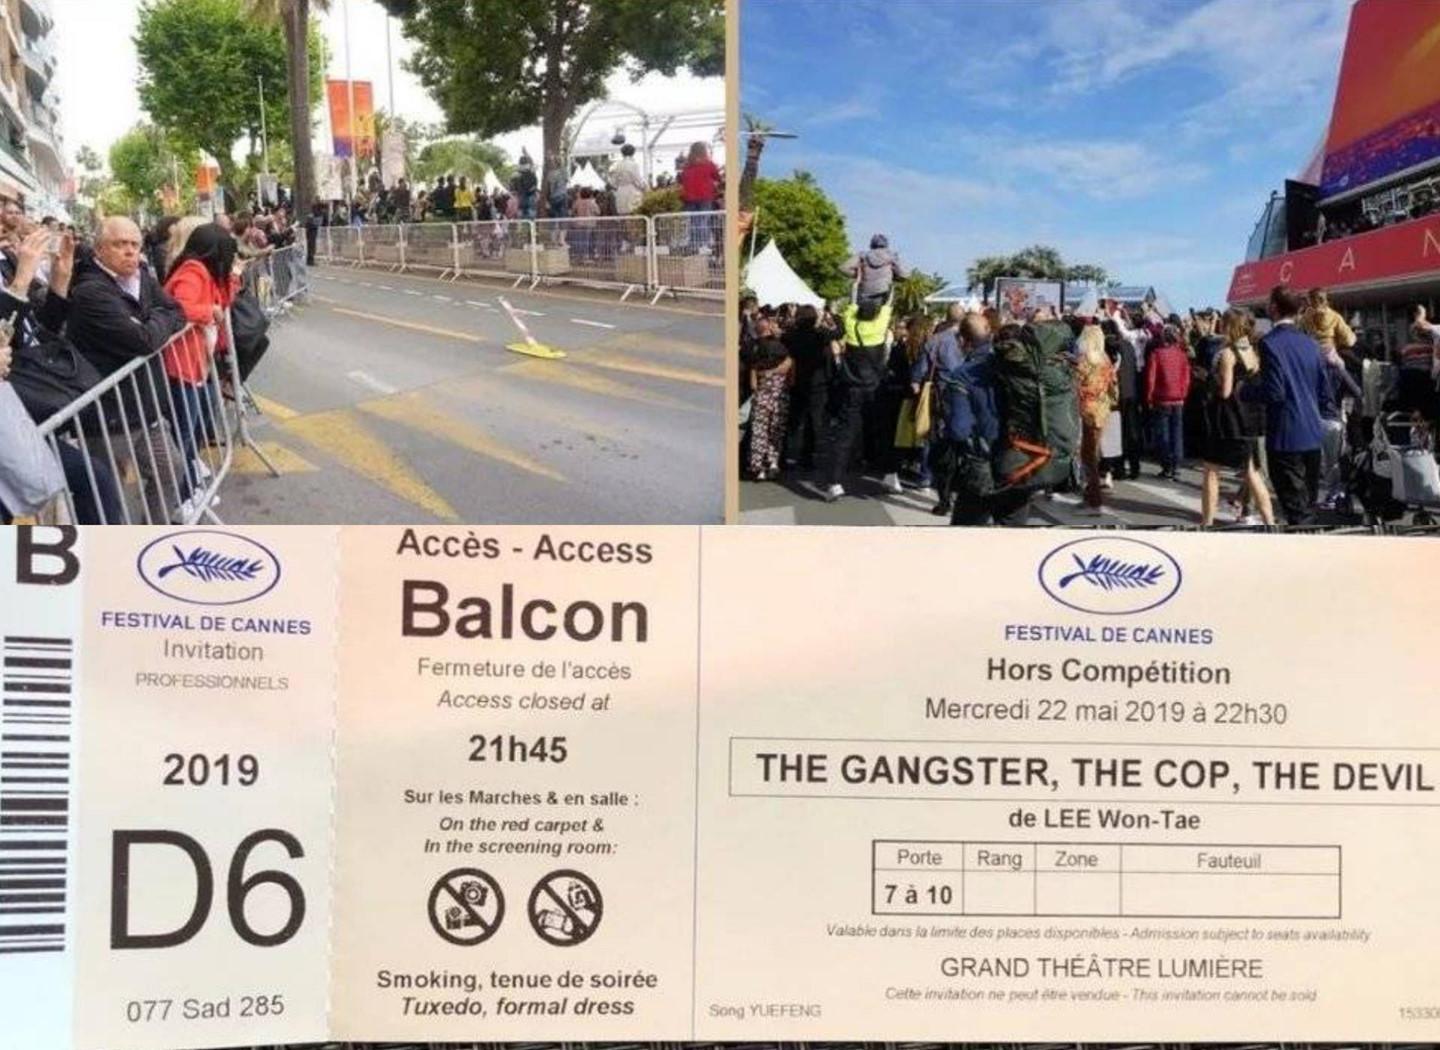 C A N
B
FESTIVAL DE CANNES
Invitation
PROFESSIONNELS
2019
D6
077 Sad 285
Accès - Access
Balcon
Fermeture de l'accès
Access closed at
21h45
Sur les Marches & en salle :
On the red carpet &
In the screening room:
Smoking, tenue de soirée
Tuxedo, formal dress
FESTIVAL DE CANNES
Hors Compétition
Mercredi 22 mai 2019 à 22h30
THE GANGSTER, THE COP, THE DEVIL
de LEE Won-Tae
Porte Rang Zone Fauteuil
7 à 10
Valable dans la limite des places disponibles - Admission subject to seats availability
GRAND THÉÂTRE LUMIÈRE
Cette invitation ne peut être vendue - This invitation cannot be sold
Song YUEFENG